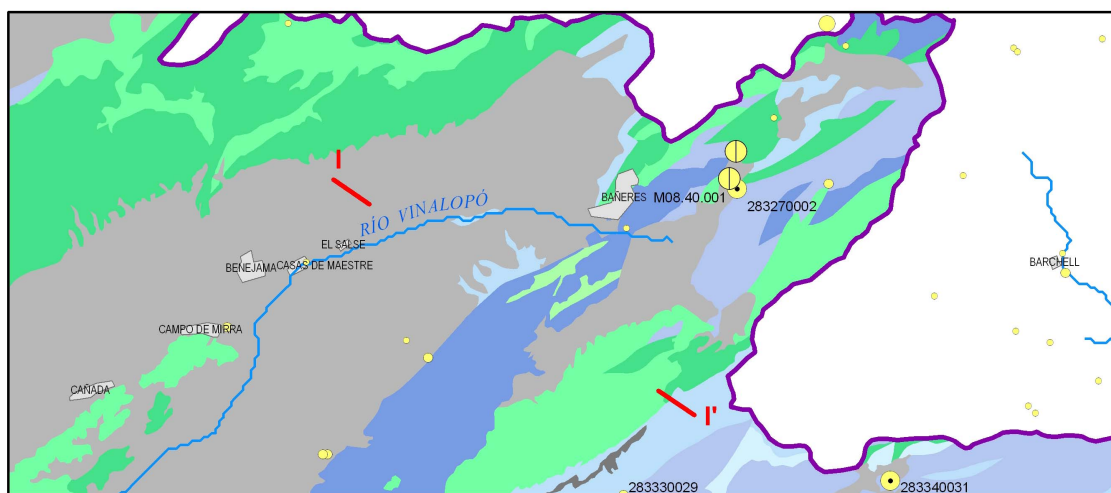 I
RÍO VINALOPÓ
BAÑERES
M08.40.001
283270002
EL SALSE
BENEJAMA
CASAS DE MAESTRE
BARCHELL
CAMPO DE MIRRA
CAÑADA
I'
283330029
283340031